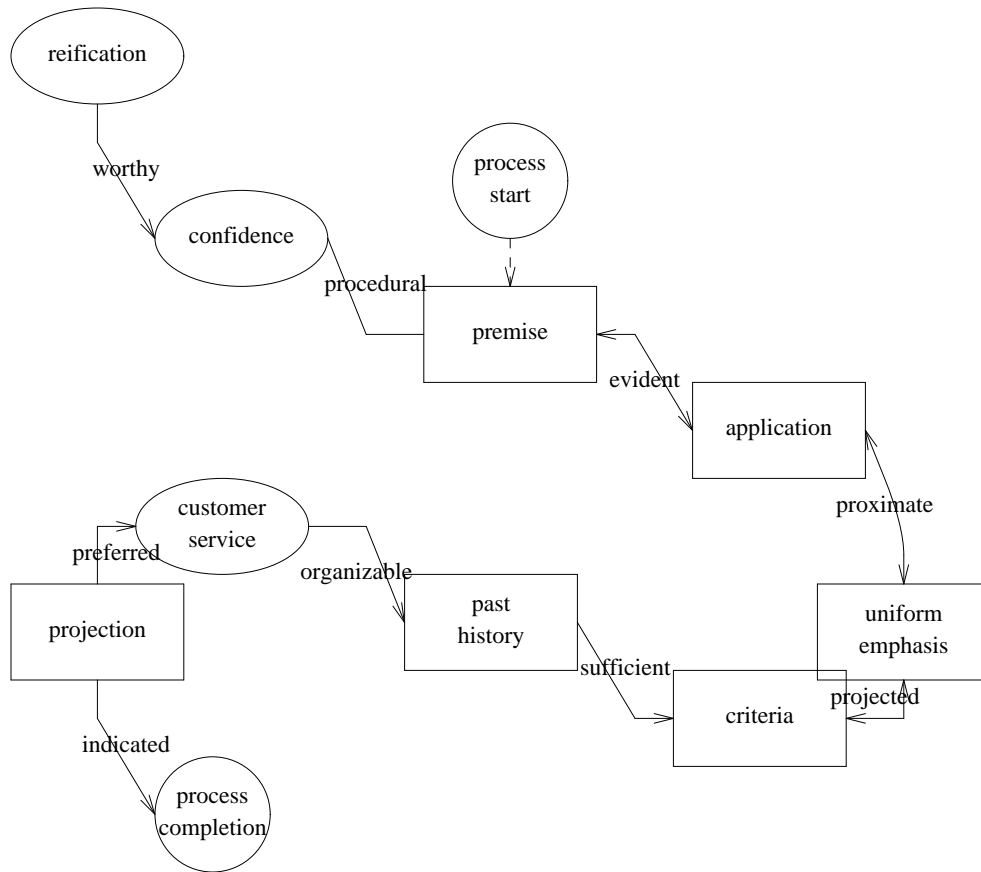 reification
worthy
process
start
confidence
procedural
premise
evident
application
customer
service
proximate
preferred
organizable
past
history
uniform
emphasis
projection
sufficient
projected
criteria
indicated
process
completion